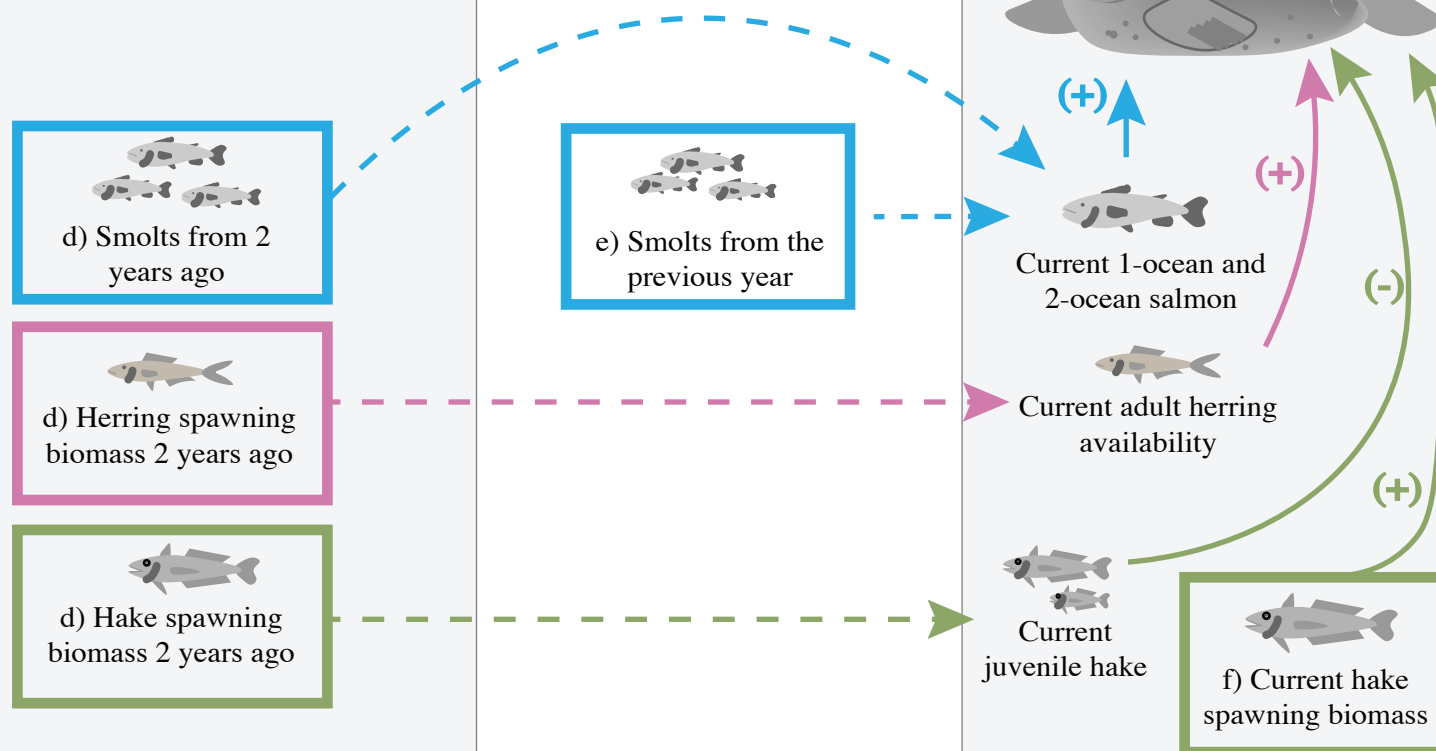 d) Smolts from 2
years ago
d) Herring spawning
biomass 2 years ago
d) Hake spawning
biomass 2 years ago
e) Smolts from the
previous year
(+)
Current 1-ocean and
2-ocean salmon
(+)
Current adult herring
availability
(-)
(+)
Current
juvenile hake
f) Current hake
spawning biomass